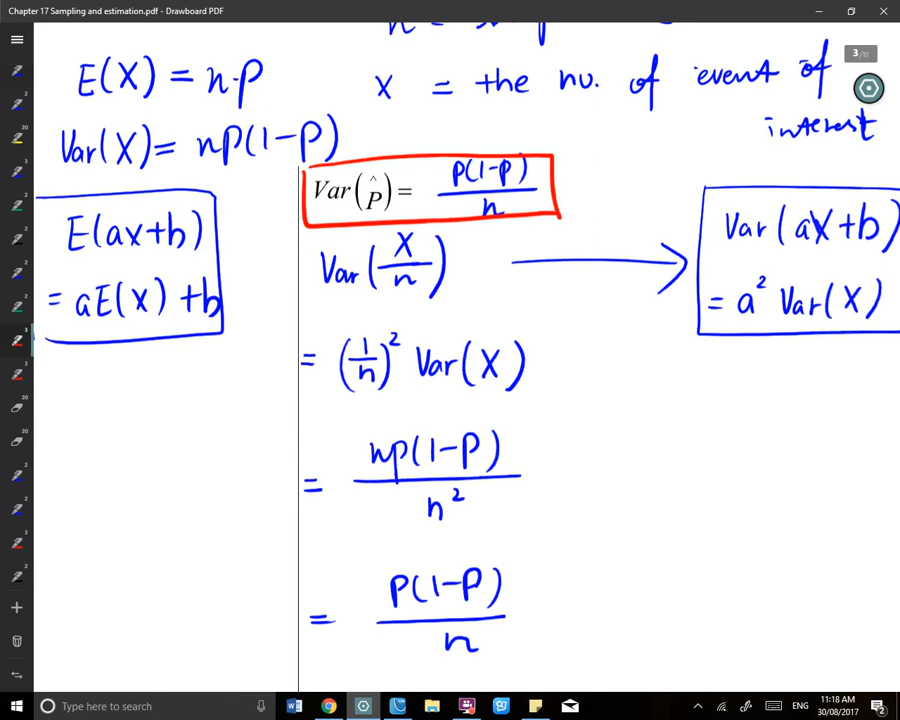 Chapter 17 Sampling and estimation.pdf - Drawboard PDF
3
E(X) = n·p
x = the no. of event of
interest
Var(X) = np(1-p)
Var(P̂) = p(1-p)/n
E(ax+b)
= aE(x)+b
Var(X/n)
Var(aX+b)
= a² Var(X)
= (1/n)² Var(X)
= np(1-p)/n²
= p(1-p)/n
Type here to search
ENG
11:18 AM
30/08/2017